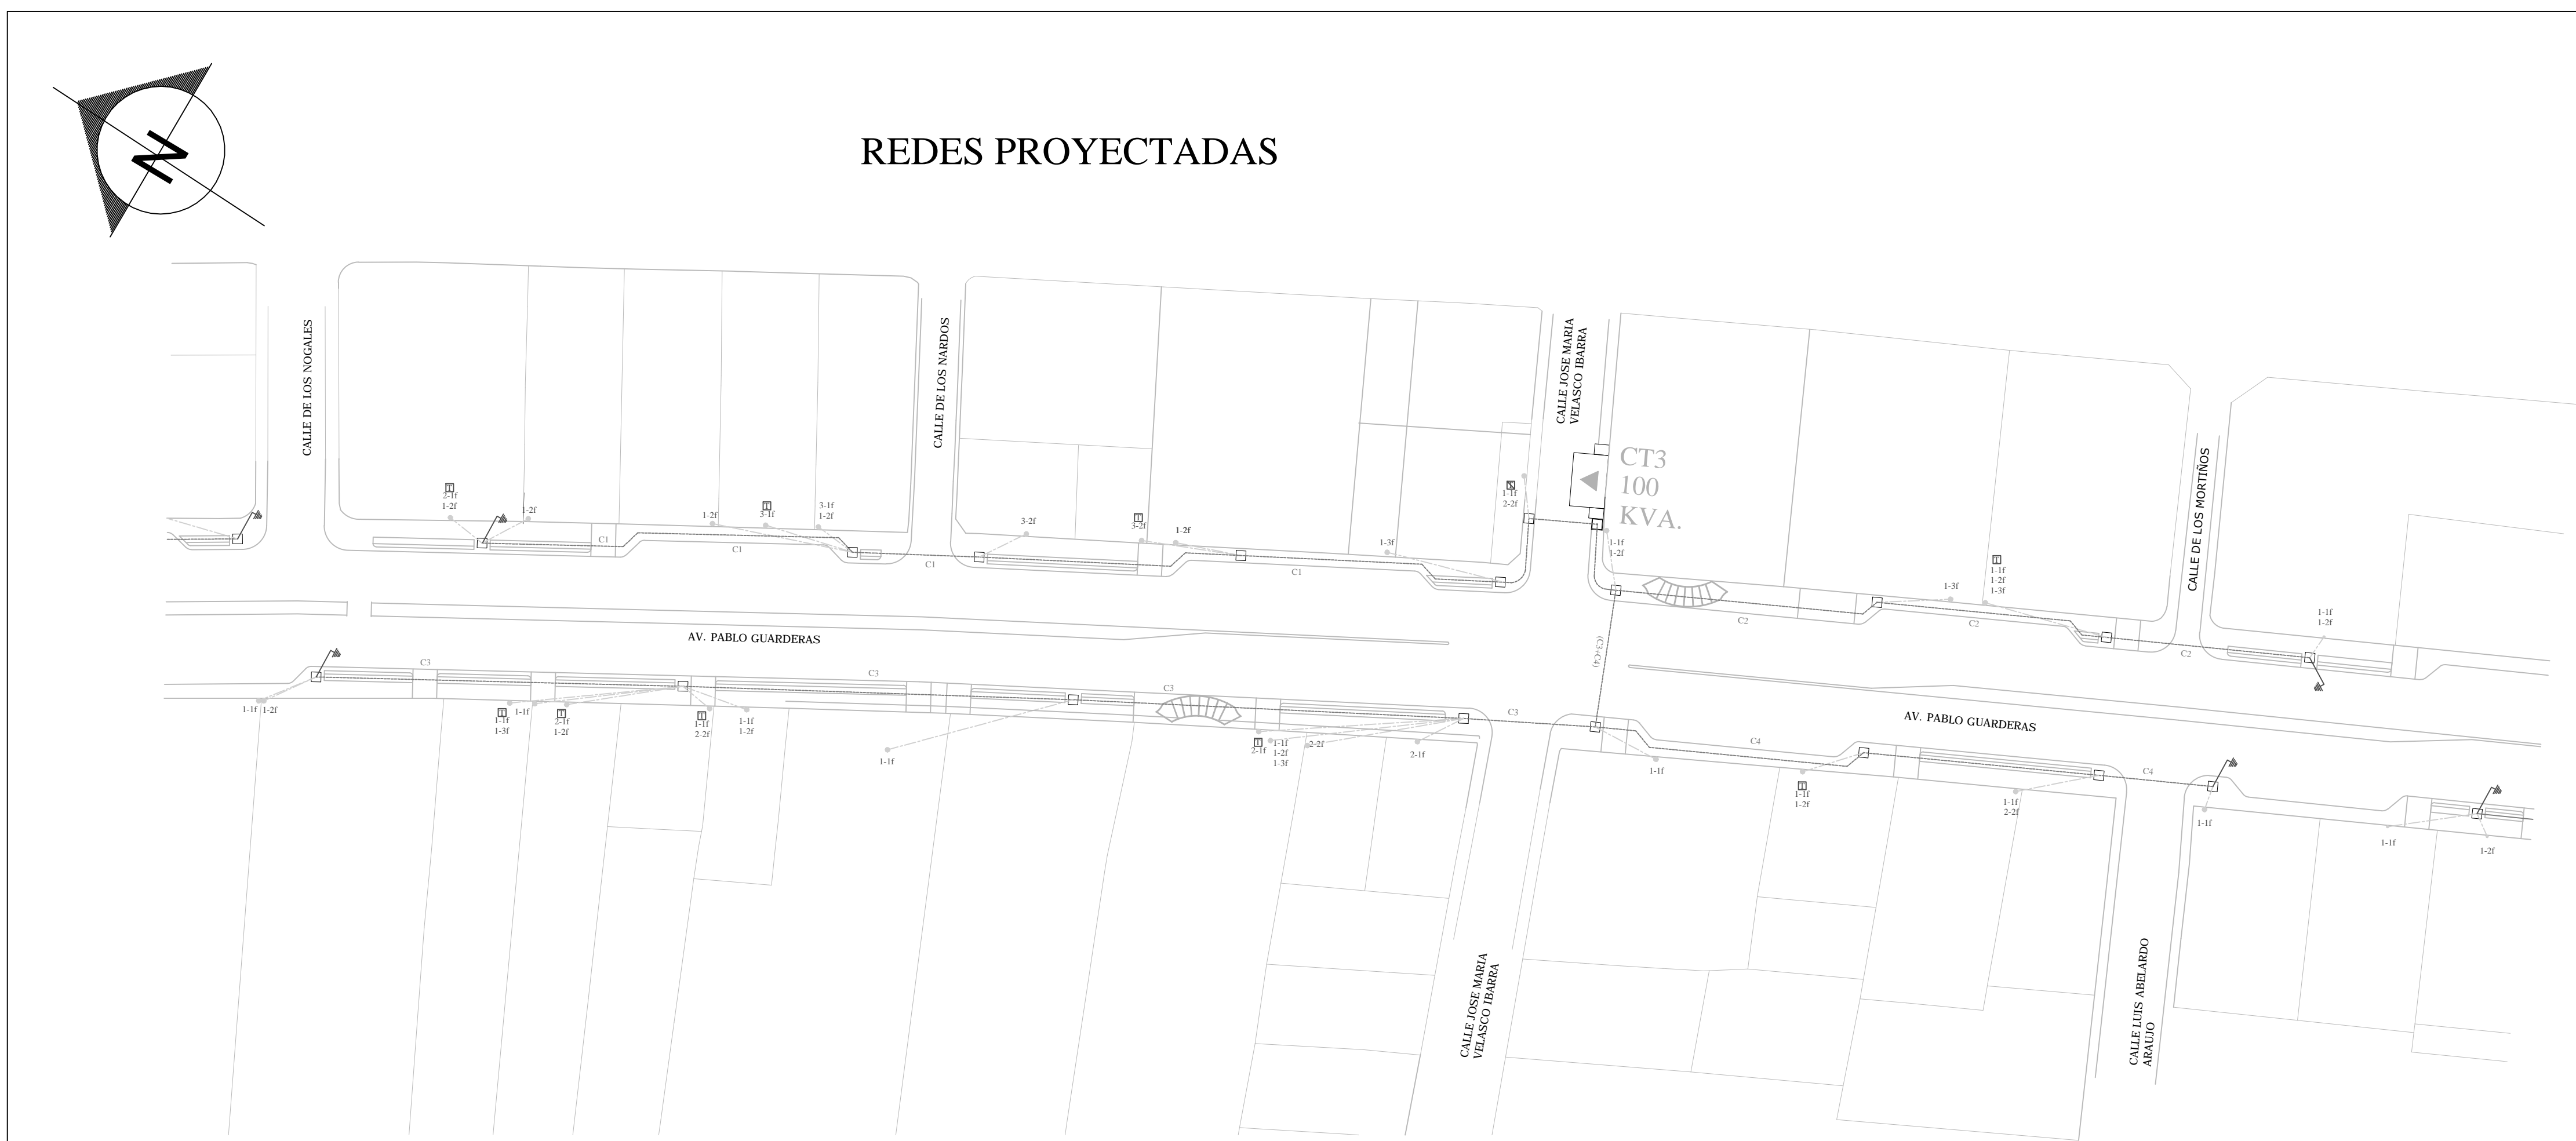 N
REDES PROYECTADAS
CALLE DE LOS NOGALES
CALLE DE LOS NARDOS
CALLE JOSE MARIA
VELASCO IBARRA
CALLE DE LOS MORTIÑOS
CT3
100
KVA.
T
2-1f
1-2f
1-2f
C1
1-2f
C1
T
3-1f
3-1f
1-2f
C1
3-2f
T
3-2f
1-2f
C1
1-3f
1-1f
2-2f
1-1f
1-2f
C2
1-3f
C2
T
1-1f
1-2f
1-3f
C2
1-1f
1-2f
(C3+C4)
AV. PABLO GUARDERAS
AV. PABLO GUARDERAS
C3
C3
C3
C3
C4
C4
1-1f
1-2f
T
1-1f
1-3f
1-1f
T
2-1f
1-2f
T
1-1f
2-2f
1-1f
1-2f
1-1f
T
2-1f
1-1f
1-2f
1-3f
2-2f
2-1f
1-1f
T
1-1f
1-2f
1-1f
2-2f
1-1f
1-1f
1-2f
CALLE JOSE MARIA
VELASCO IBARRA
CALLE LUIS ABELARDO
ARAUJO